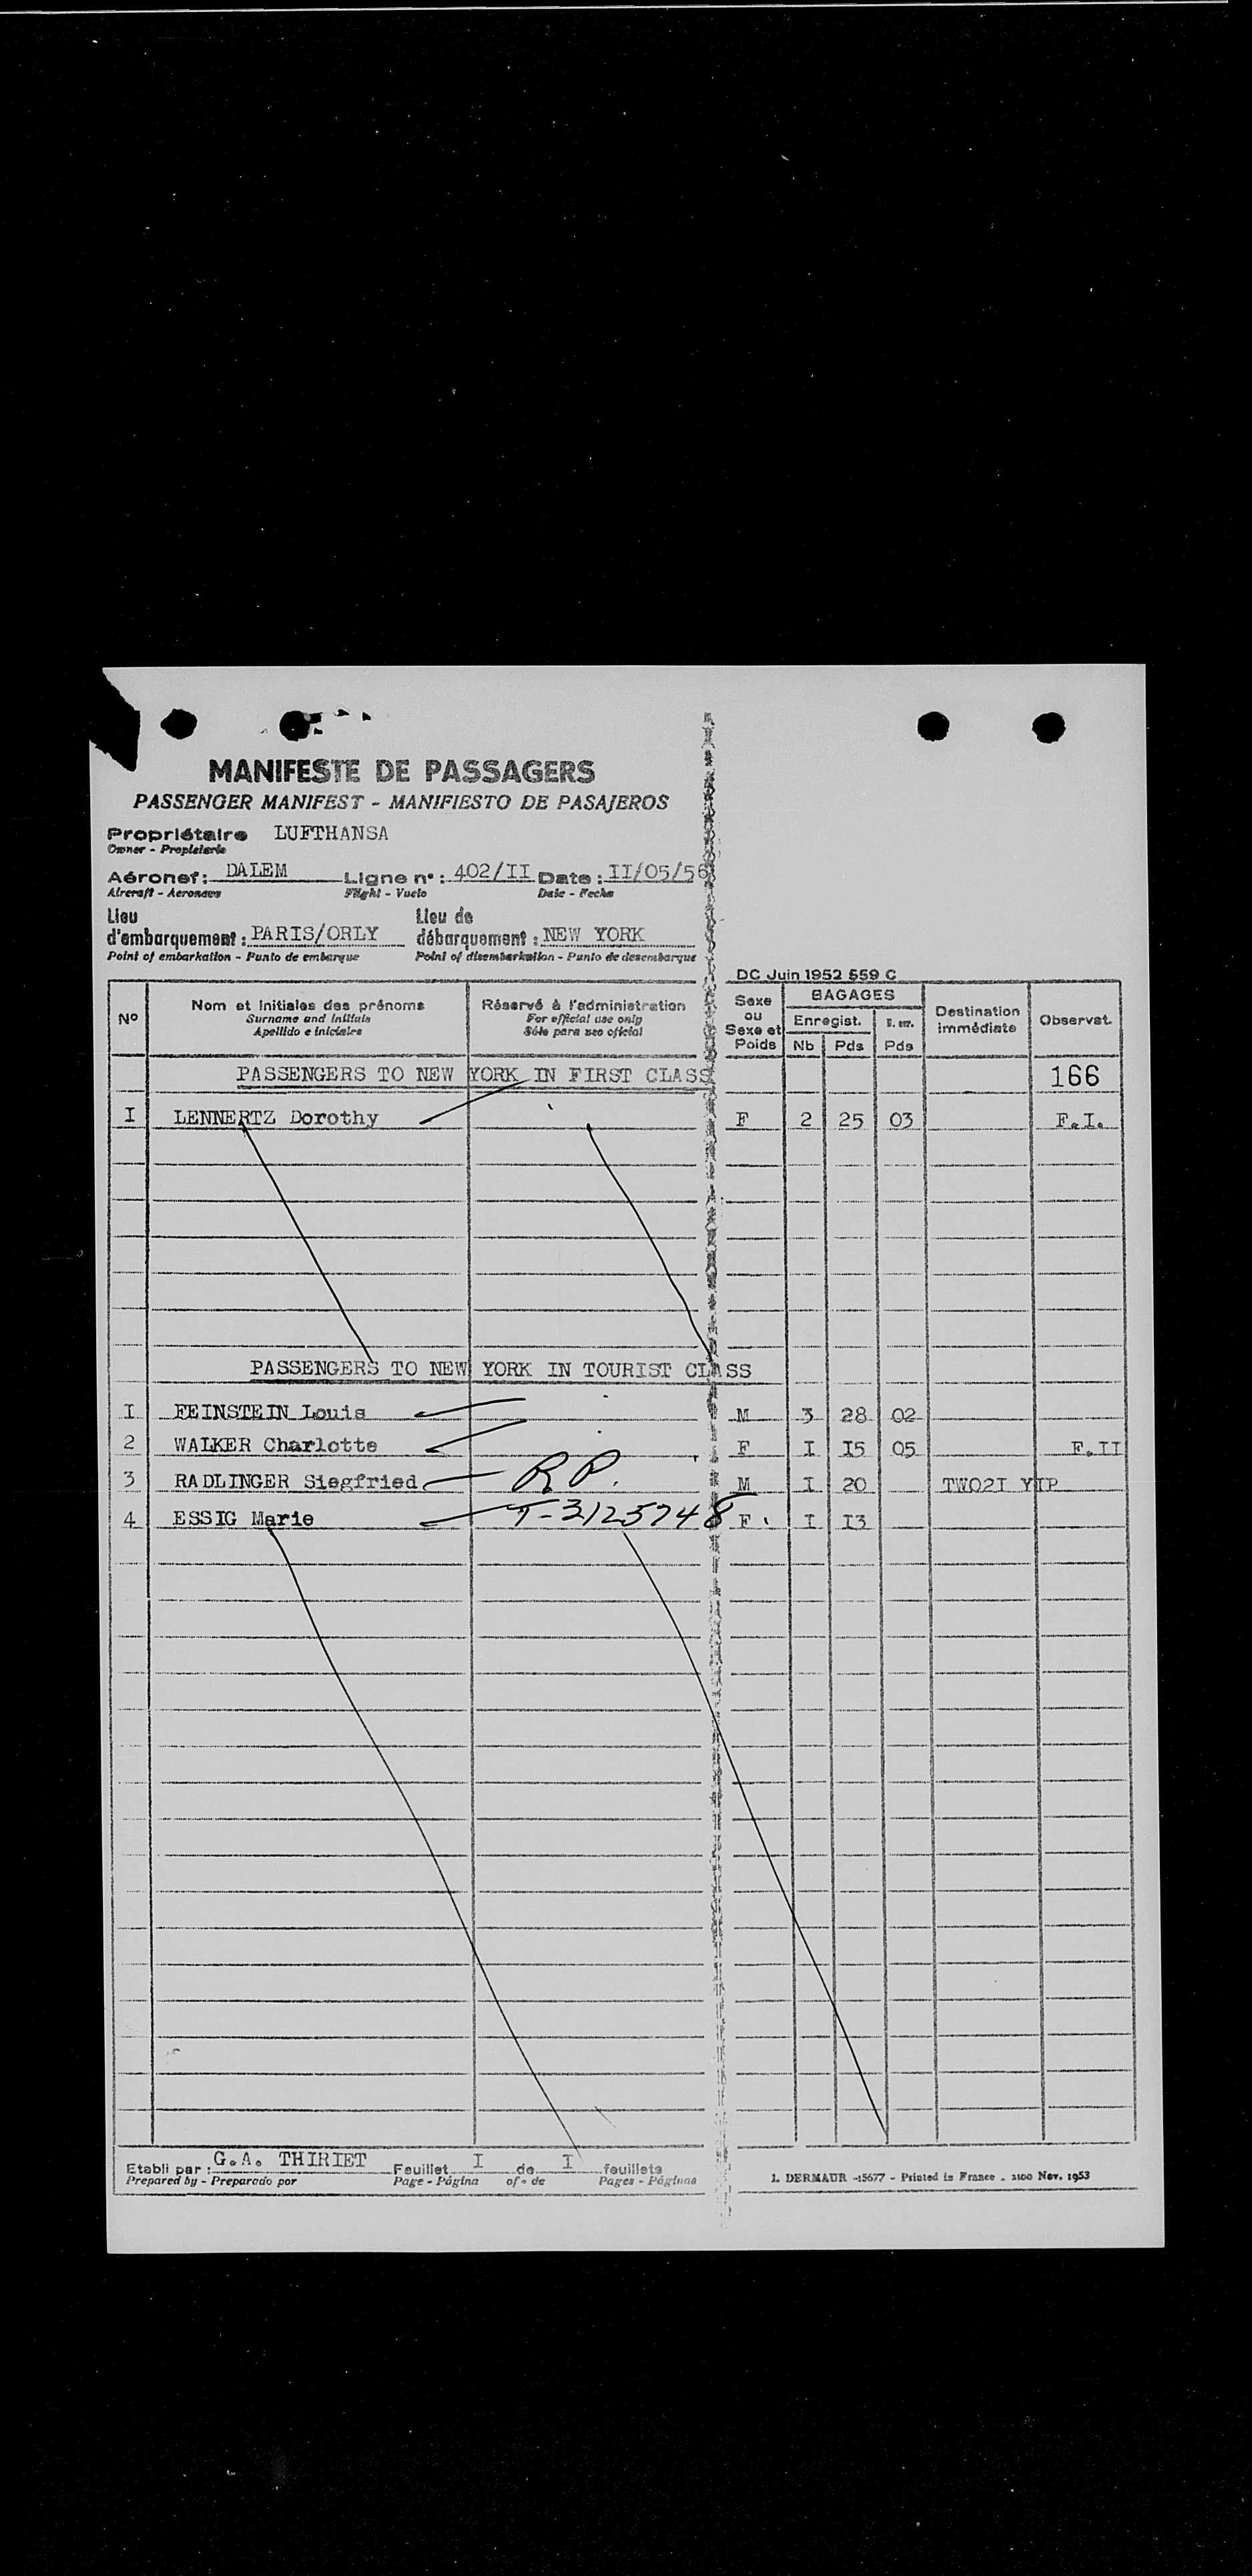 MANIFESTE DE PASSAGERS
PASSENGER MANIFEST - MANIFIESTO DE PASAJEROS
Propriétaire LUFTHANSA
Owner - Propietario
Aéronef: DALEM Ligne n°: 402/II Date: II/05/56
Aircraft - Aeronave Flight - Vuelo Date - Fecha
Lieu Lieu de
d'embarquement: PARIS/ORLY débarquement: NEW YORK
Point of embarkation - Punto de embarque Point of disembarkation - Punto de desembarque
DC Juin 1952 559 C
N° Nom et Initiales des prénoms Réservé à l'administration Sexe ou Sexe et Poids BAGAGES Destination immédiate Observat.
Surname and initials For official use only Enregist.
Apellido e iniciales Sólo para uso oficial Nb Pds Pds
PASSENGERS TO NEW YORK IN FIRST CLASS 166
I LENNERTZ Dorothy F 2 25 03 F.I.
PASSENGERS TO NEW YORK IN TOURIST CLASS
I FEINSTEIN Louis M 3 28 02
2 WALKER Charlotte F I I5 05 F.II
3 RADLINGER Siegfried R P. M I 20 TW02I YIP
4 ESSIG Marie T-3125748 F. I I3
Etabli par: G.A. THIRIET Feuillet I de I feuillets
Prepared by - Preparado por Page - Página of - de Pages - Páginas
J. DERMAUR -15677 - Printed in France - 2100 Nov. 1953